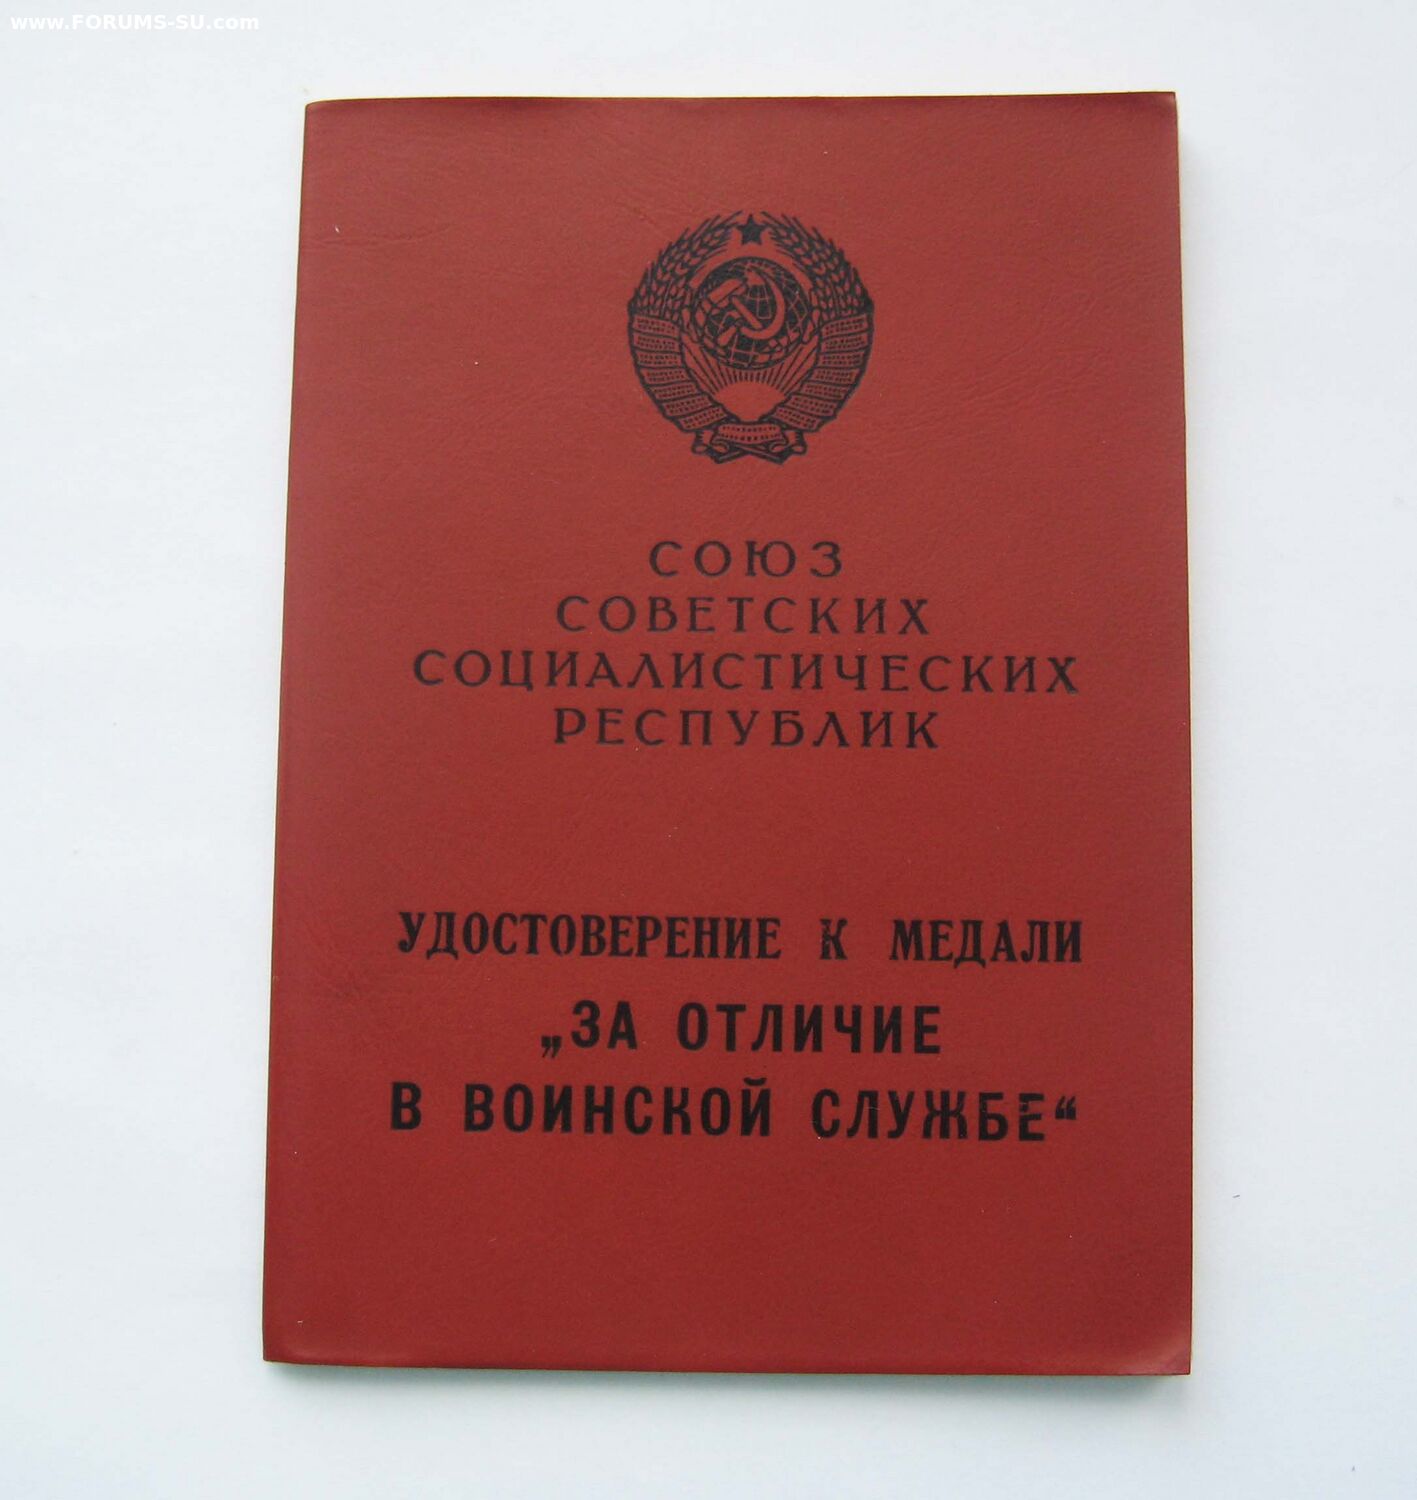 www.FORUMS-SU.com
СОЮЗ
СОВЕТСКИХ
СОЦИАЛИСТИЧЕСКИХ
РЕСПУБЛИК
УДОСТОВЕРЕНИЕ К МЕДАЛИ
„ЗА ОТЛИЧИЕ
В ВОИНСКОЙ СЛУЖБЕ“